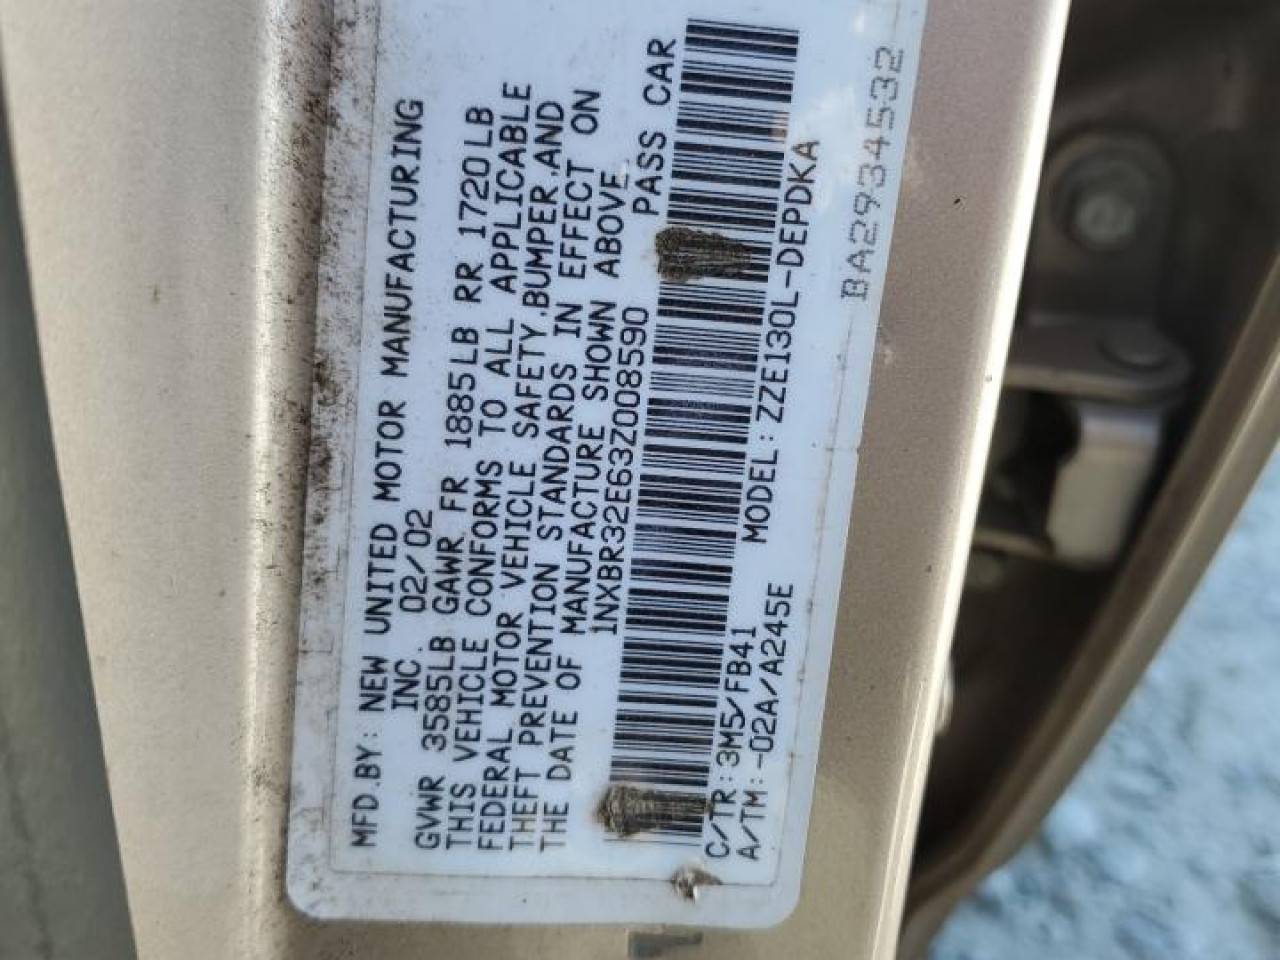 MFD.BY: NEW UNITED MOTOR MANUFACTURING
INC. 02/02
GVWR 3585LB GAWR FR 1885LB RR 1720LB
THIS VEHICLE CONFORMS TO ALL APPLICABLE
FEDERAL MOTOR VEHICLE SAFETY,BUMPER,AND
THEFT PREVENTION STANDARDS IN EFFECT ON
THE DATE OF MANUFACTURE SHOWN ABOVE.
1NXBR32E63Z008590 PASS CAR
C/TR:3M5/FB41 MODEL:ZZE130L-DEPDKA
A/TM:-02A/A245E
BA2934532